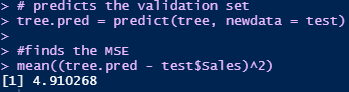 > # predicts the validation set
> tree.pred = predict(tree, newdata = test)
>
> #finds the MSE
> mean((tree.pred - test$Sales)^2)
[1] 4.910268